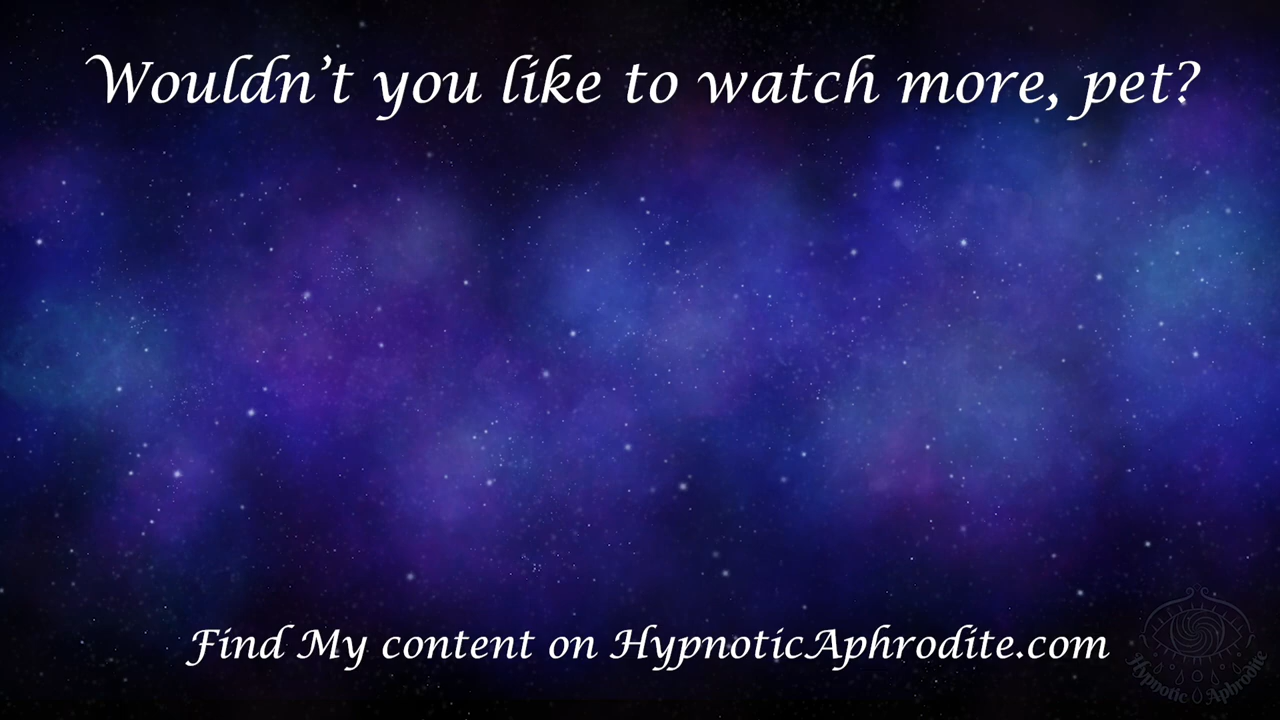 Wouldn't you like to watch more, pet?
Find My content on HypnoticAphrodite.com
Hypnotic Aphrodite